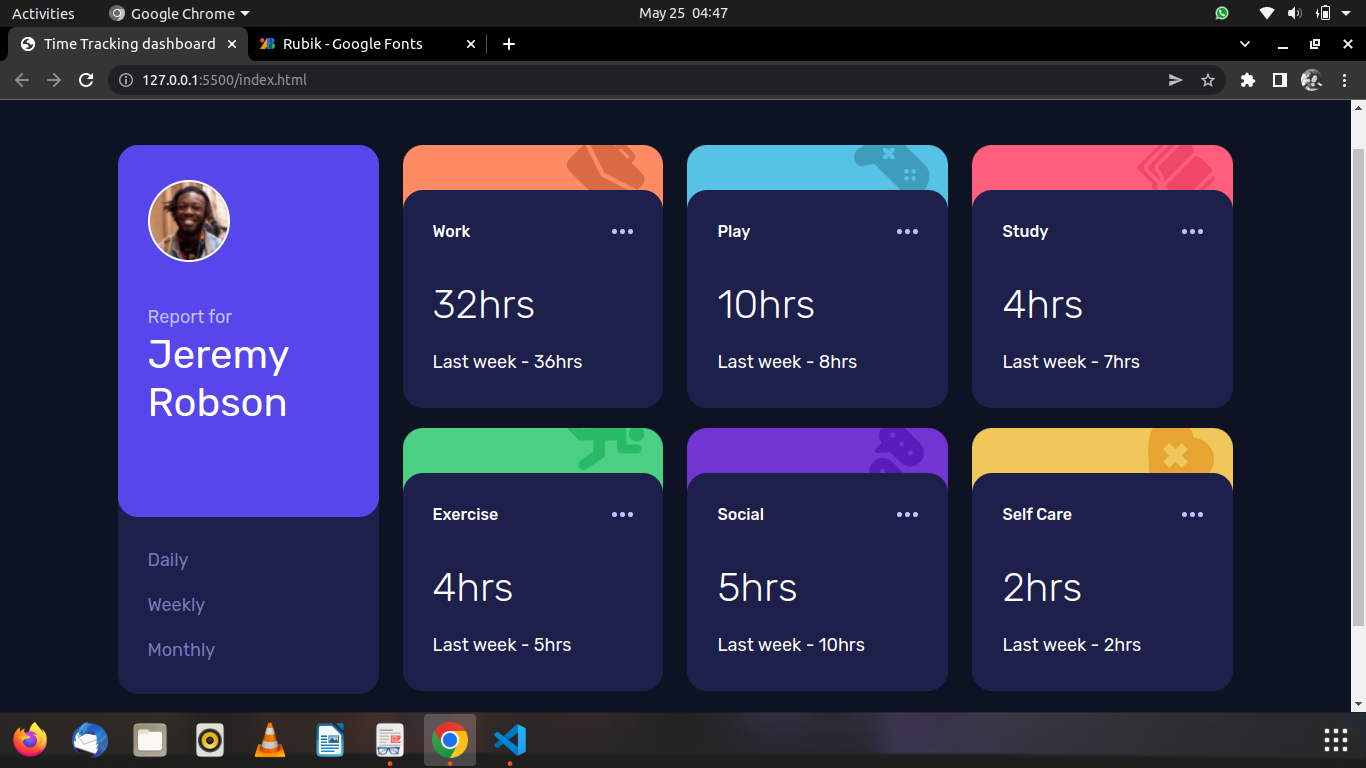 Activities
Google Chrome
May 25 04:47
Time Tracking dashboard
Rubik - Google Fonts
127.0.0.1:5500/index.html
Report for
Jeremy
Robson
Daily
Weekly
Monthly
Work
32hrs
Last week - 36hrs
Play
10hrs
Last week - 8hrs
Study
4hrs
Last week - 7hrs
Exercise
4hrs
Last week - 5hrs
Social
5hrs
Last week - 10hrs
Self Care
2hrs
Last week - 2hrs